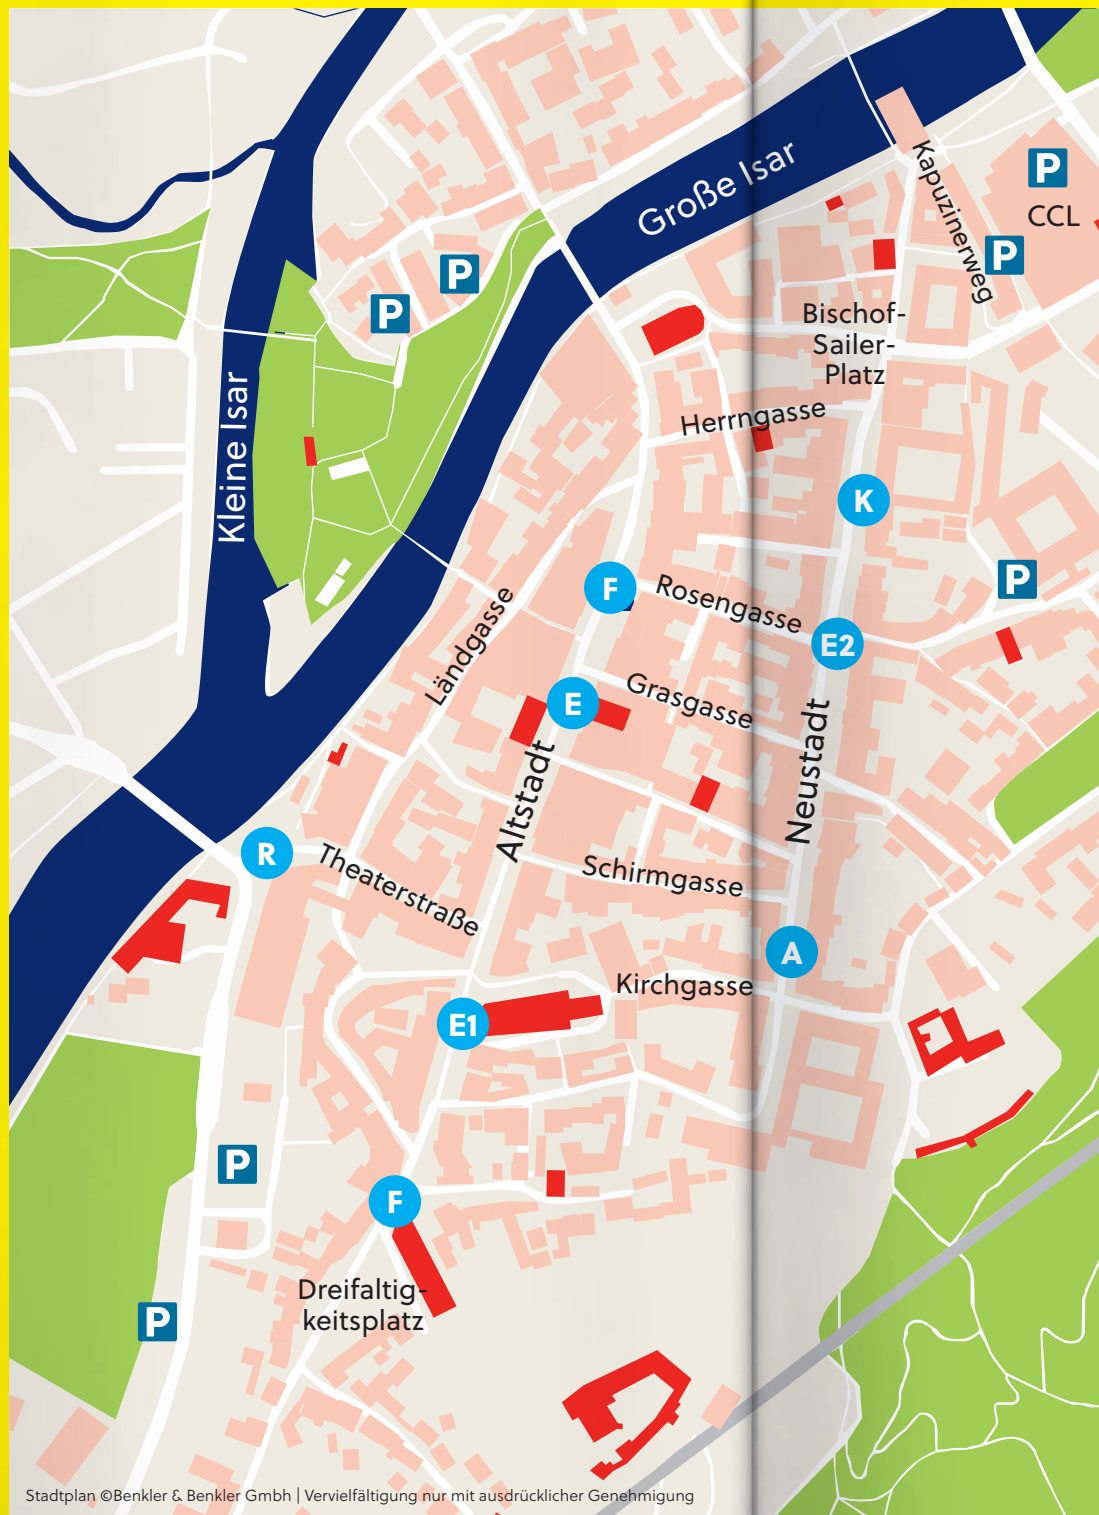 Große Isar
Kapuzinerweg
P
CCL
P
P
P
Bischof-
Sailer-
Platz
Kleine Isar
Herrngasse
K
P
F
Rosengasse
E2
Ländgasse
Grasgasse
E
Neustadt
Altstadt
R
Theaterstraße
Schirmgasse
A
Kirchgasse
E1
P
F
Dreifaltig-
keitsplatz
P
Stadtplan ©Benkler & Benkler Gmbh | Vervielfältigung nur mit ausdrücklicher Genehmigung